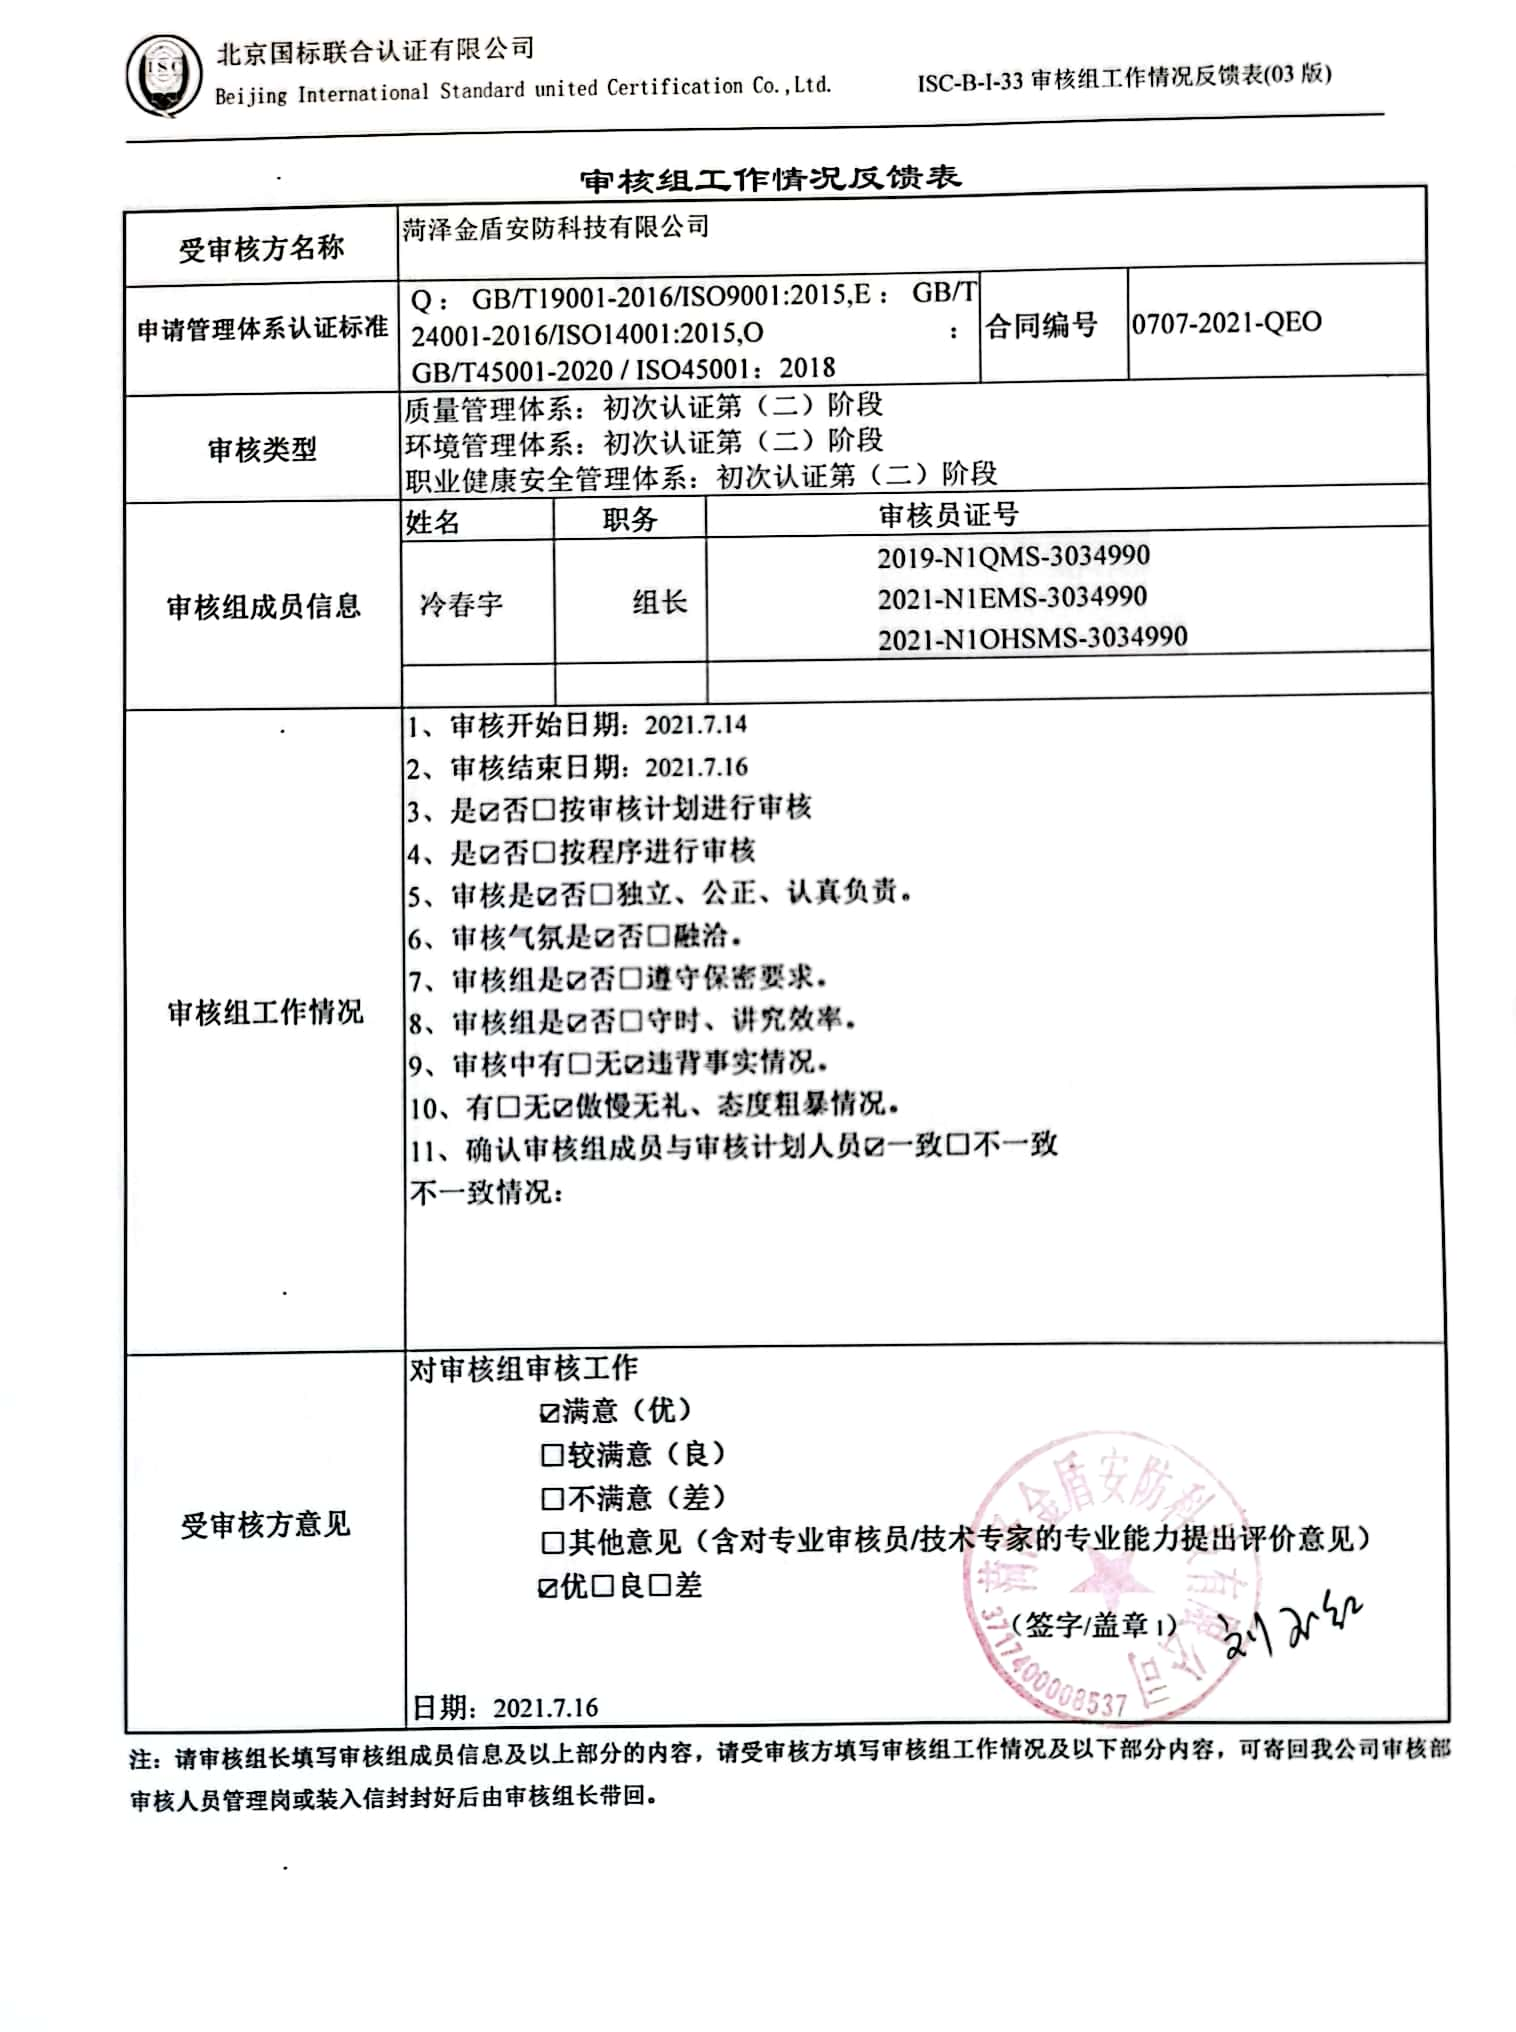 ISC
北京国标联合认证有限公司
Beijing International Standard united Certification Co.,Ltd.
ISC-B-I-33 审核组工作情况反馈表(03 版)
审核组工作情况反馈表
受审核方名称
菏泽金盾安防科技有限公司
申请管理体系认证标准
Q： GB/T19001-2016/ISO9001:2015,E： GB/T
24001-2016/ISO14001:2015,O ：
GB/T45001-2020 / ISO45001：2018
合同编号
0707-2021-QEO
审核类型
质量管理体系：初次认证第（二）阶段
环境管理体系：初次认证第（二）阶段
职业健康安全管理体系：初次认证第（二）阶段
审核组成员信息
姓名 职务 审核员证号
冷春宇 组长
2019-N1QMS-3034990
2021-N1EMS-3034990
2021-N1OHSMS-3034990
审核组工作情况
1、审核开始日期：2021.7.14
2、审核结束日期：2021.7.16
3、是☑否□按审核计划进行审核
4、是☑否□按程序进行审核
5、审核是☑否□独立、公正、认真负责。
6、审核气氛是☑否□融洽。
7、审核组是☑否□遵守保密要求。
8、审核组是☑否□守时、讲究效率。
9、审核中有□无☑违背事实情况。
10、有□无☑傲慢无礼、态度粗暴情况。
11、确认审核组成员与审核计划人员☑一致□不一致
不一致情况：
受审核方意见
对审核组审核工作
☑满意（优）
□较满意（良）
□不满意（差）
□其他意见（含对专业审核员/技术专家的专业能力提出评价意见）
☑优□良□差
（签字/盖章）
日期：2021.7.16
菏泽金盾安防科技有限公司
3717400008537
注：请审核组长填写审核组成员信息及以上部分的内容，请受审核方填写审核组工作情况及以下部分内容，可寄回我公司审核部
审核人员管理岗或装入信封封好后由审核组长带回。